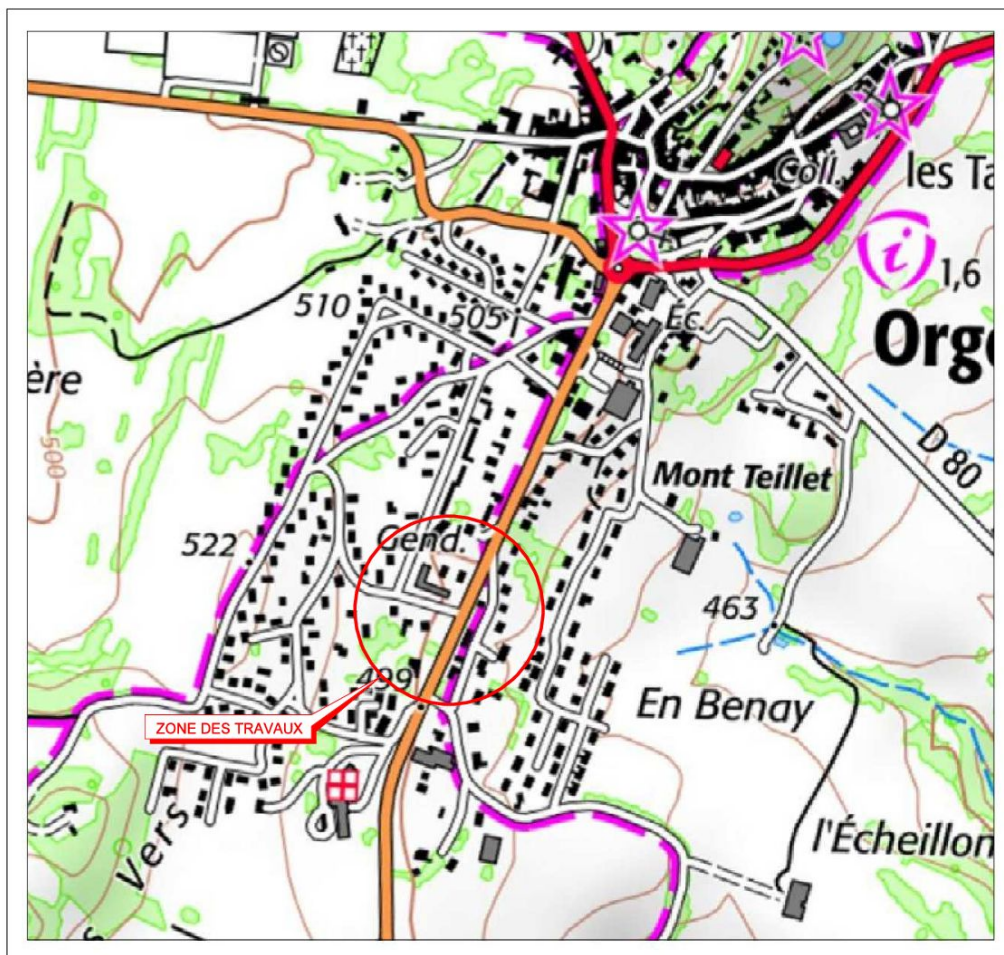 Coll.
les Ta
i
1,6
510
505
Éc.
Orge
ère
500
D 80
Mont Teillet
522
Gend.
463
499
En Benay
ZONE DES TRAVAUX
Vers
l'Écheillon